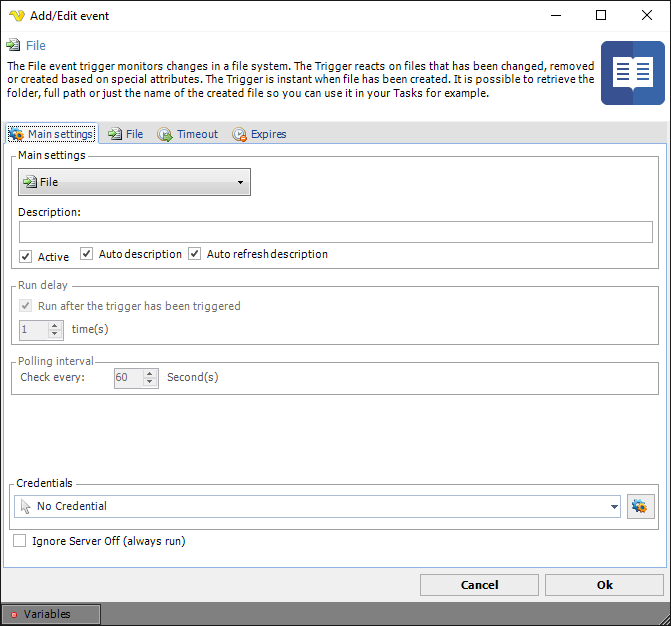 Add/Edit event
File
The File event trigger monitors changes in a file system. The Trigger reacts on files that has been changed, removed
or created based on special attributes. The Trigger is instant when file has been created. It is possible to retrieve the
folder, full path or just the name of the created file so you can use it in your Tasks for example.
Main settings File Timeout Expires
Main settings
File
Description:
Active Auto description Auto refresh description
Run delay
Run after the trigger has been triggered
1 time(s)
Polling interval
Check every: 60 Second(s)
Credentials
No Credential
Ignore Server Off (always run)
Cancel Ok
Variables